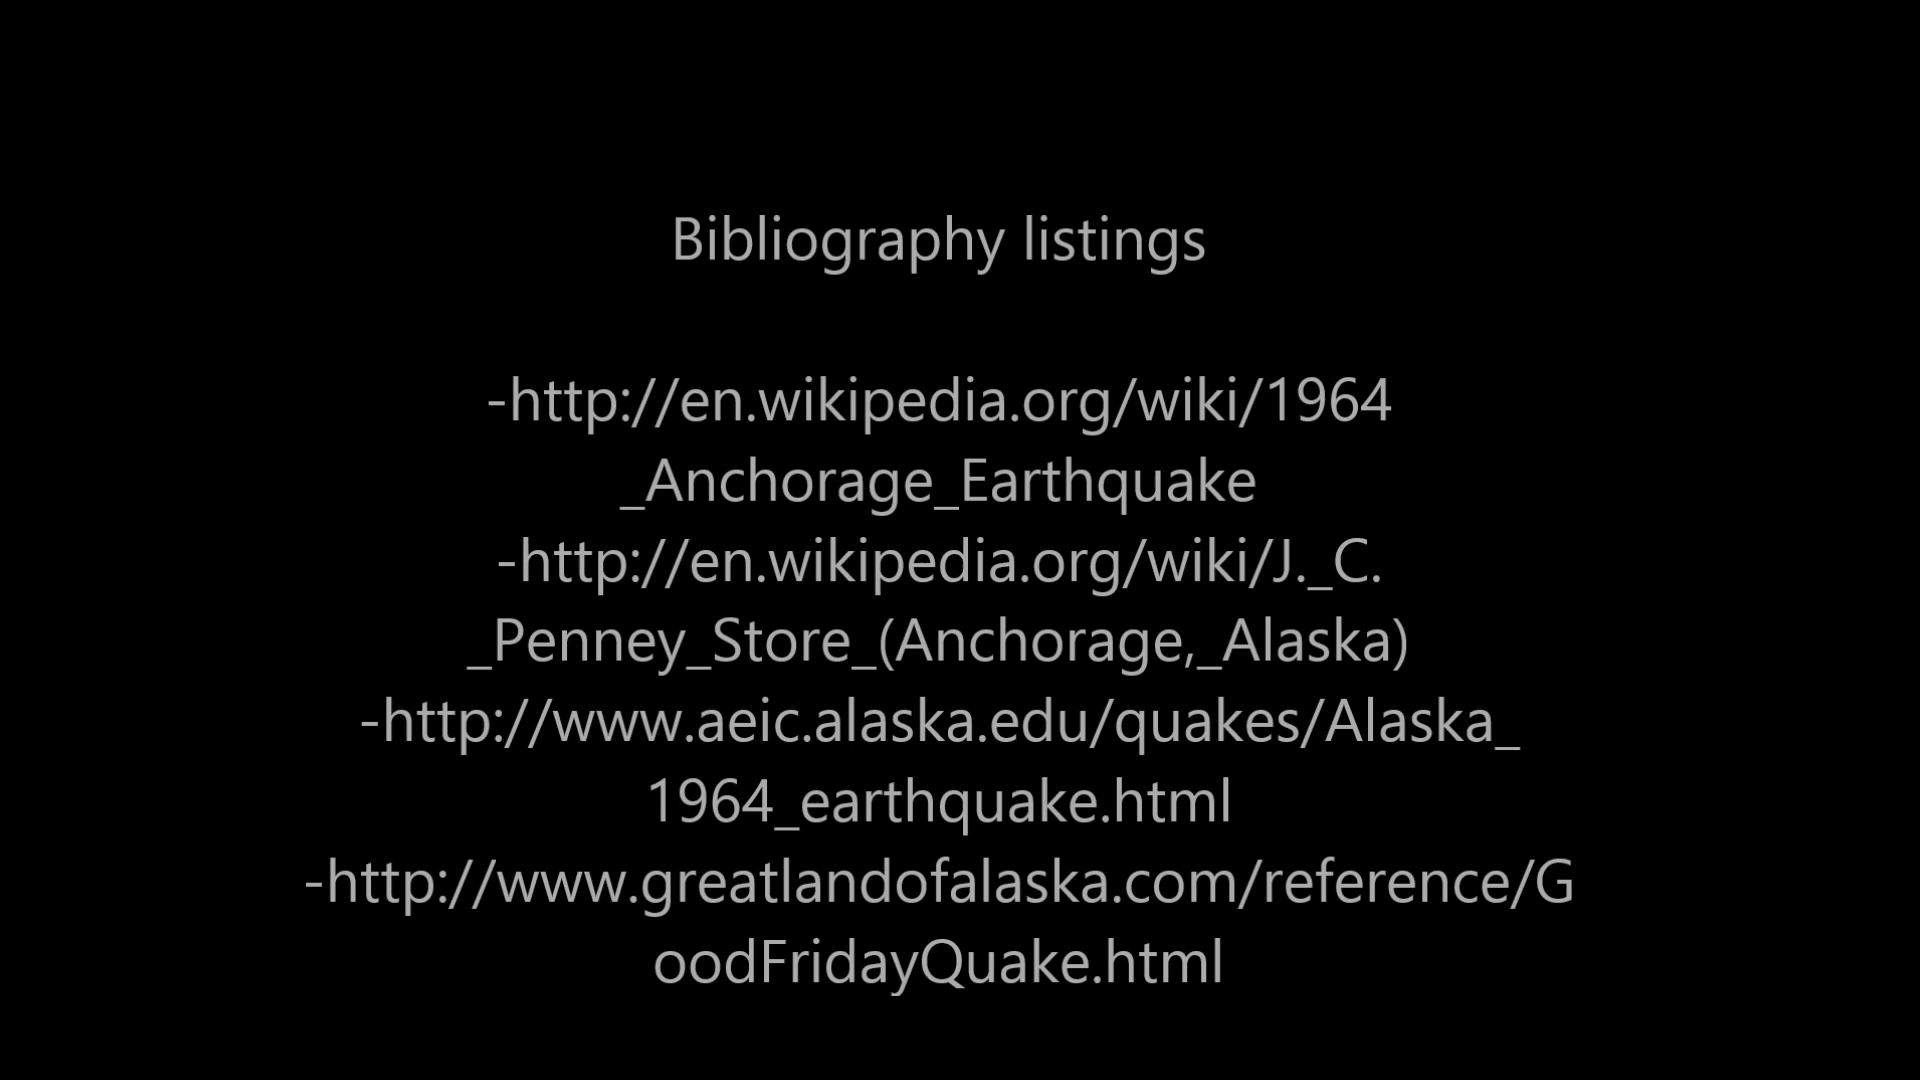 Bibliography listings
-http://en.wikipedia.org/wiki/1964
_Anchorage_Earthquake
-http://en.wikipedia.org/wiki/J._C.
_Penney_Store_(Anchorage,_Alaska)
-http://www.aeic.alaska.edu/quakes/Alaska_
1964_earthquake.html
-http://www.greatlandofalaska.com/reference/G
oodFridayQuake.html